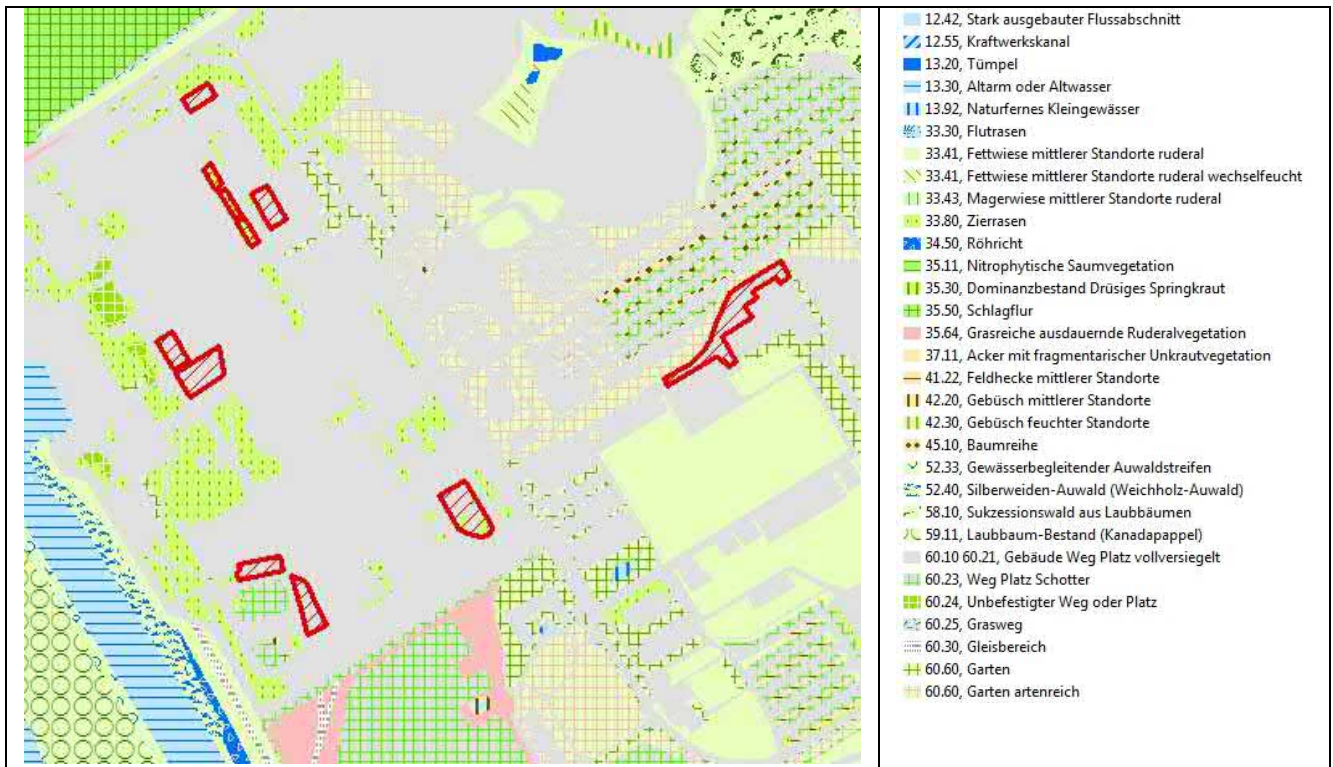 12.42, Stark ausgebauter Flussabschnitt
12.55, Kraftwerkskanal
13.20, Tümpel
13.30, Altarm oder Altwasser
13.92, Naturfernes Kleingewässer
33.30, Flutrasen
33.41, Fettwiese mittlerer Standorte ruderal
33.41, Fettwiese mittlerer Standorte ruderal wechselfeucht
33.43, Magerwiese mittlerer Standorte ruderal
33.80, Zierrasen
34.50, Röhricht
35.11, Nitrophytische Saumvegetation
35.30, Dominanzbestand Drüsiges Springkraut
35.50, Schlagflur
35.64, Grasreiche ausdauernde Ruderalvegetation
37.11, Acker mit fragmentarischer Unkrautvegetation
41.22, Feldhecke mittlerer Standorte
42.20, Gebüsch mittlerer Standorte
42.30, Gebüsch feuchter Standorte
45.10, Baumreihe
52.33, Gewässerbegleitender Auwaldstreifen
52.40, Silberweiden-Auwald (Weichholz-Auwald)
58.10, Sukzessionswald aus Laubbäumen
59.11, Laubbaum-Bestand (Kanadapappel)
60.10 60.21, Gebäude Weg Platz vollversiegelt
60.23, Weg Platz Schotter
60.24, Unbefestigter Weg oder Platz
60.25, Grasweg
60.30, Gleisbereich
60.60, Garten
60.60, Garten artenreich